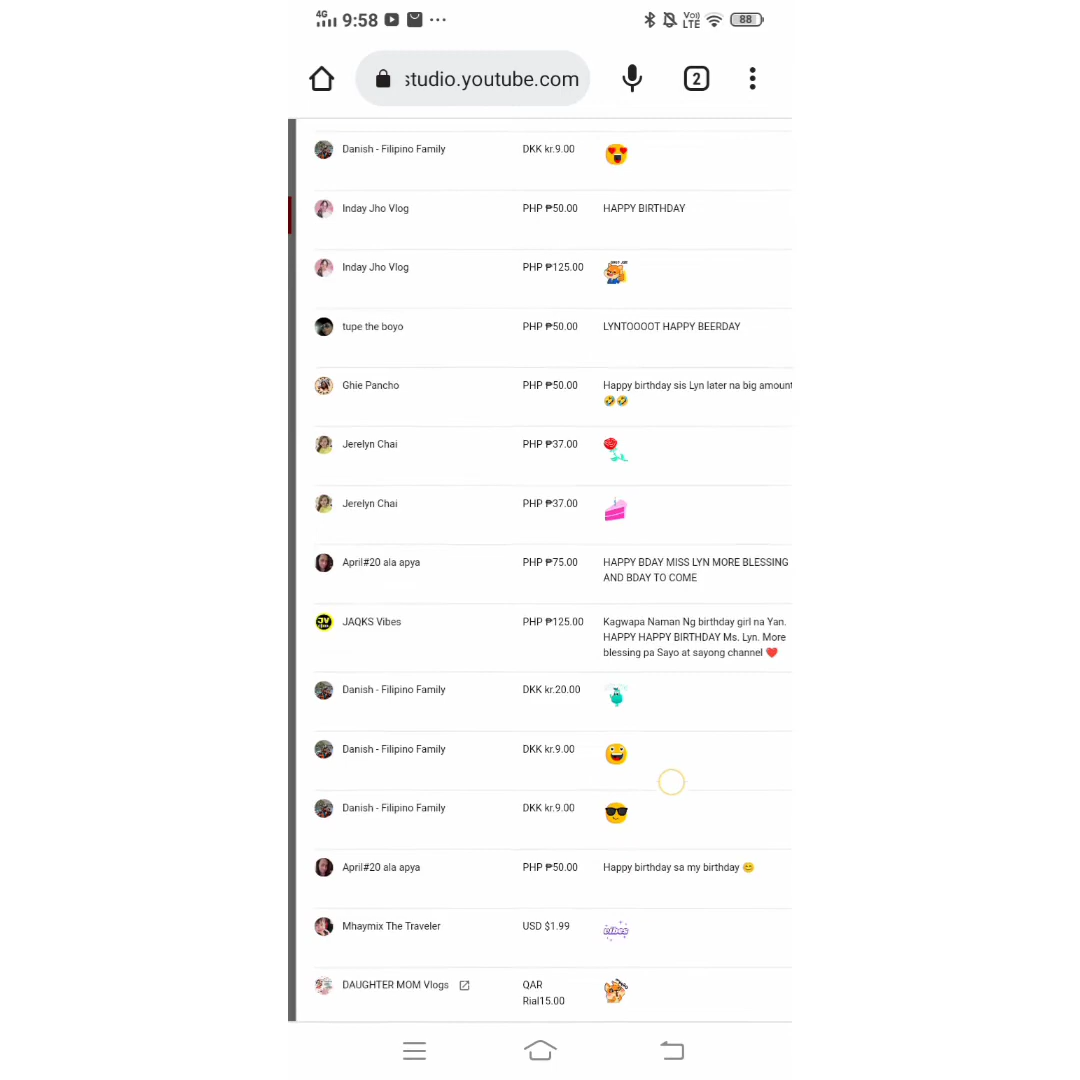 4G 9:58 ... Vo)) LTE 88
studio.youtube.com 2
Danish - Filipino Family DKK kr.9.00
Inday Jho Vlog PHP ₱50.00 HAPPY BIRTHDAY
Inday Jho Vlog PHP ₱125.00
tupe the boyo PHP ₱50.00 LYNTOOOOT HAPPY BEERDAY
Ghie Pancho PHP ₱50.00 Happy birthday sis Lyn later na big amount
🤣🤣
Jerelyn Chai PHP ₱37.00
Jerelyn Chai PHP ₱37.00
April#20 ala apya PHP ₱75.00 HAPPY BDAY MISS LYN MORE BLESSING
AND BDAY TO COME
JAQKS Vibes PHP ₱125.00 Kagwapa Naman Ng birthday girl na Yan.
HAPPY HAPPY BIRTHDAY Ms. Lyn. More
blessing pa Sayo at sayong channel ❤️
Danish - Filipino Family DKK kr.20.00
Danish - Filipino Family DKK kr.9.00
Danish - Filipino Family DKK kr.9.00
April#20 ala apya PHP ₱50.00 Happy birthday sa my birthday 😊
Mhaymix The Traveler USD $1.99 vibes
DAUGHTER MOM Vlogs QAR
Rial15.00